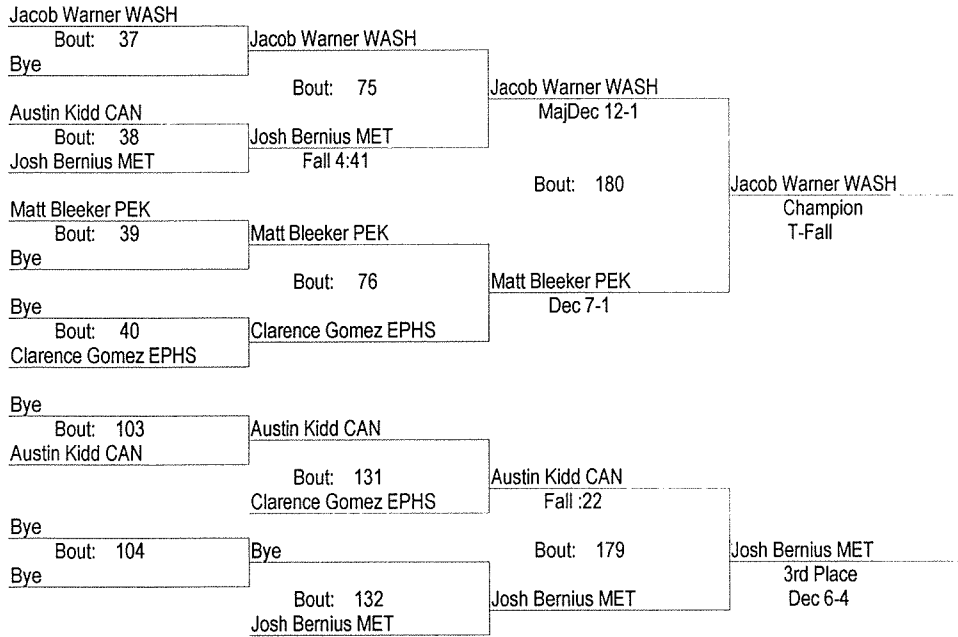 Jacob Warner WASH
Bout: 37
Bye
Jacob Warner WASH
Bout: 75
Austin Kidd CAN
Bout: 38
Josh Bernius MET
Josh Bernius MET
Fall 4:41
Jacob Warner WASH
MajDec 12-1
Bout: 180
Matt Bleeker PEK
Bout: 39
Bye
Matt Bleeker PEK
Bout: 76
Bye
Bout: 40
Clarence Gomez EPHS
Clarence Gomez EPHS
Matt Bleeker PEK
Dec 7-1
Jacob Warner WASH
Champion
T-Fall
Bye
Bout: 103
Austin Kidd CAN
Austin Kidd CAN
Bout: 131
Clarence Gomez EPHS
Austin Kidd CAN
Fall :22
Bye
Bout: 104
Bye
Bye
Bout: 132
Josh Bernius MET
Bout: 179
Josh Bernius MET
Josh Bernius MET
3rd Place
Dec 6-4